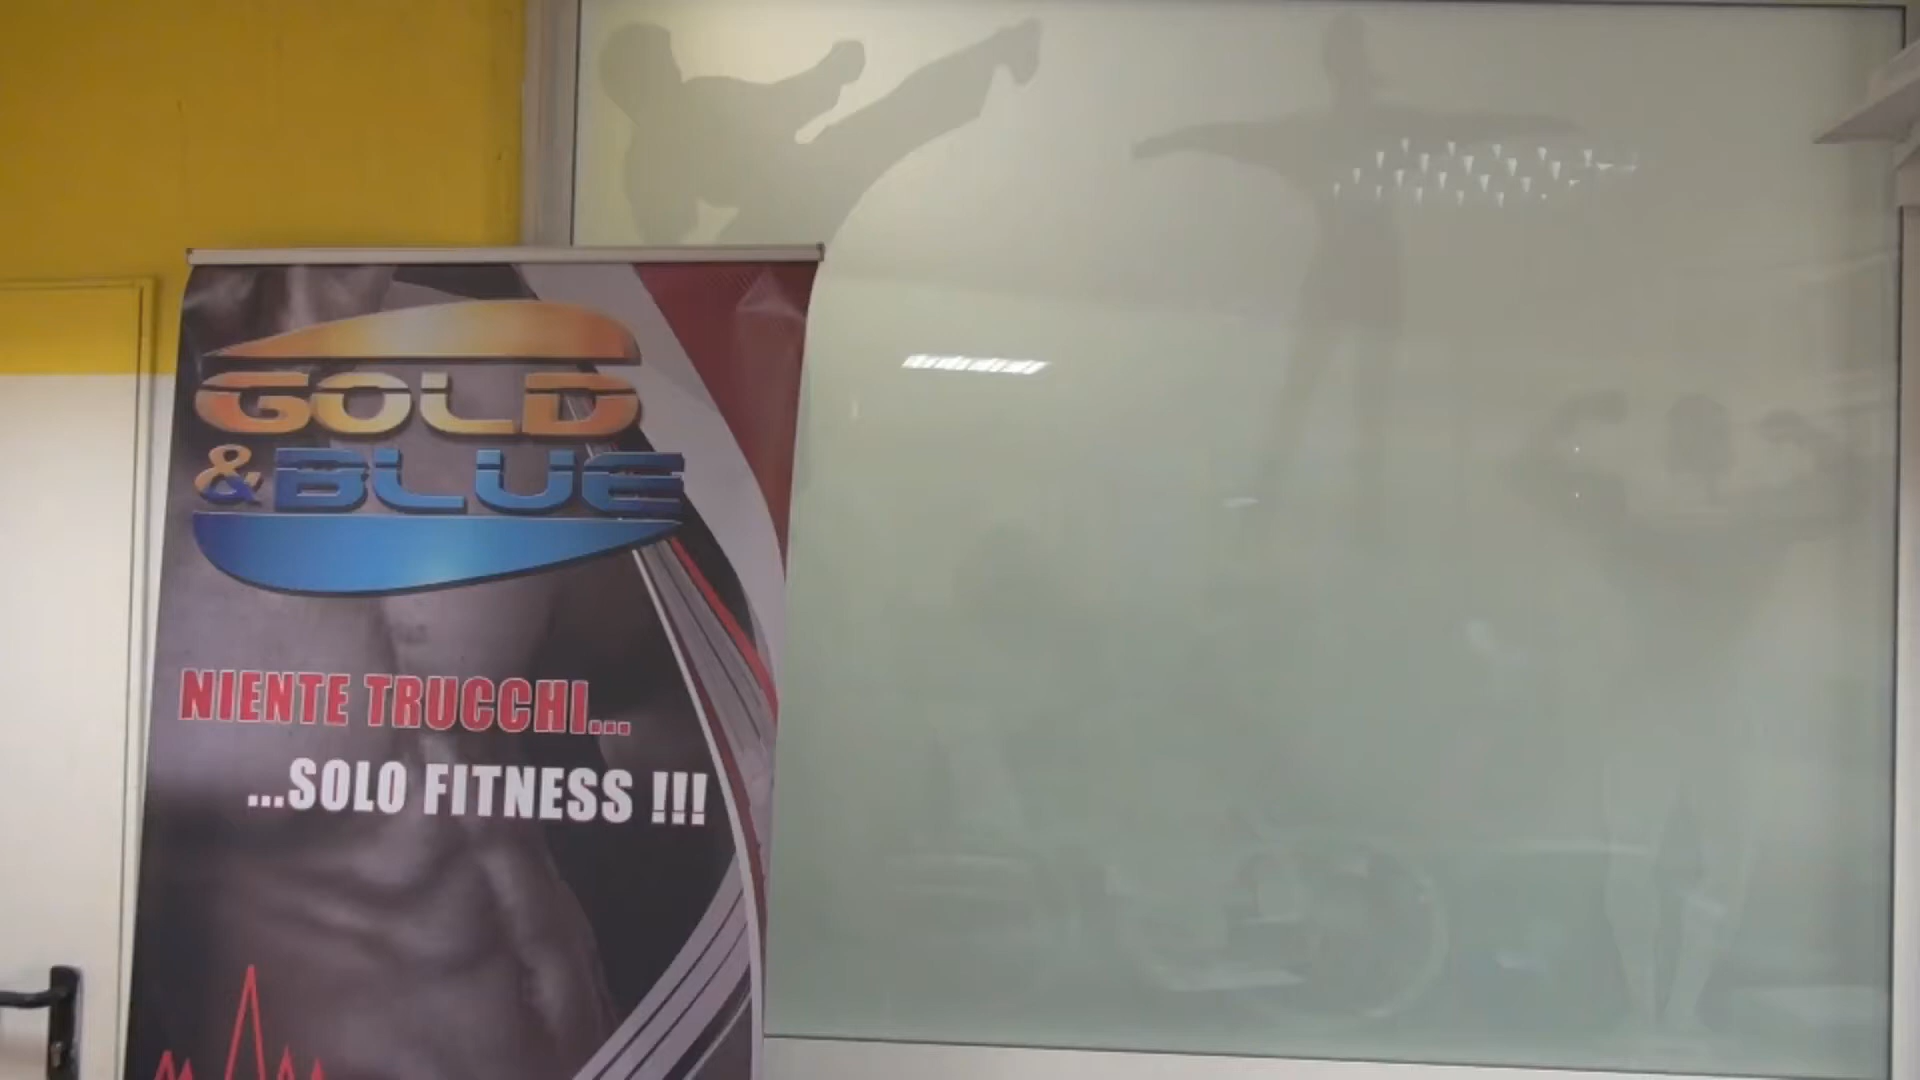 GOLD
& BLUE
NIENTE TRUCCHI...
...SOLO FITNESS !!!